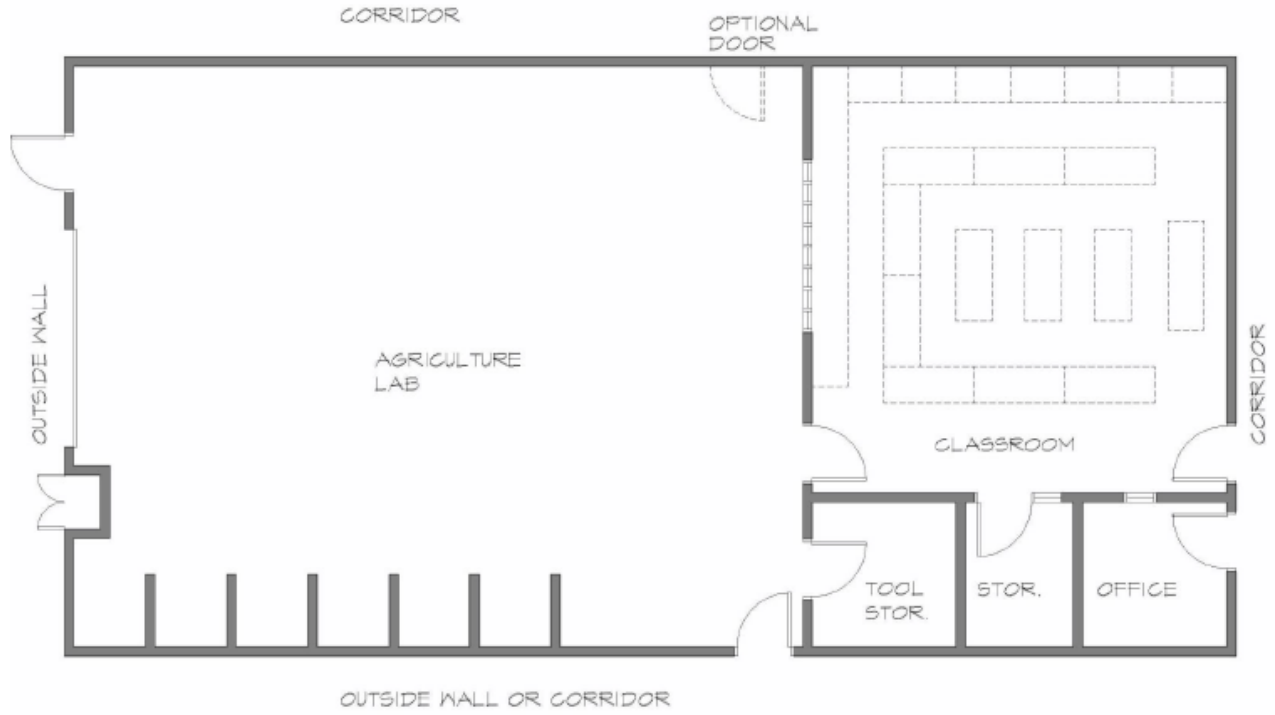 CORRIDOR
OPTIONAL
DOOR
OUTSIDE WALL
AGRICULTURE
LAB
CORRIDOR
CLASSROOM
TOOL
STOR.
STOR.
OFFICE
OUTSIDE WALL OR CORRIDOR